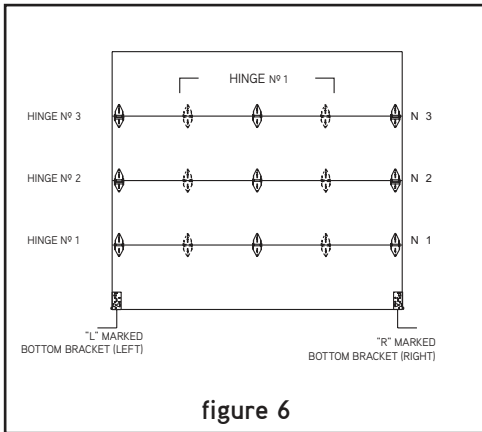 HINGE Nº 1
HINGE Nº 3
N 3
HINGE Nº 2
N 2
HINGE Nº 1
N 1
"L" MARKED
BOTTOM BRACKET (LEFT)
"R" MARKED
BOTTOM BRACKET (RIGHT)
figure 6